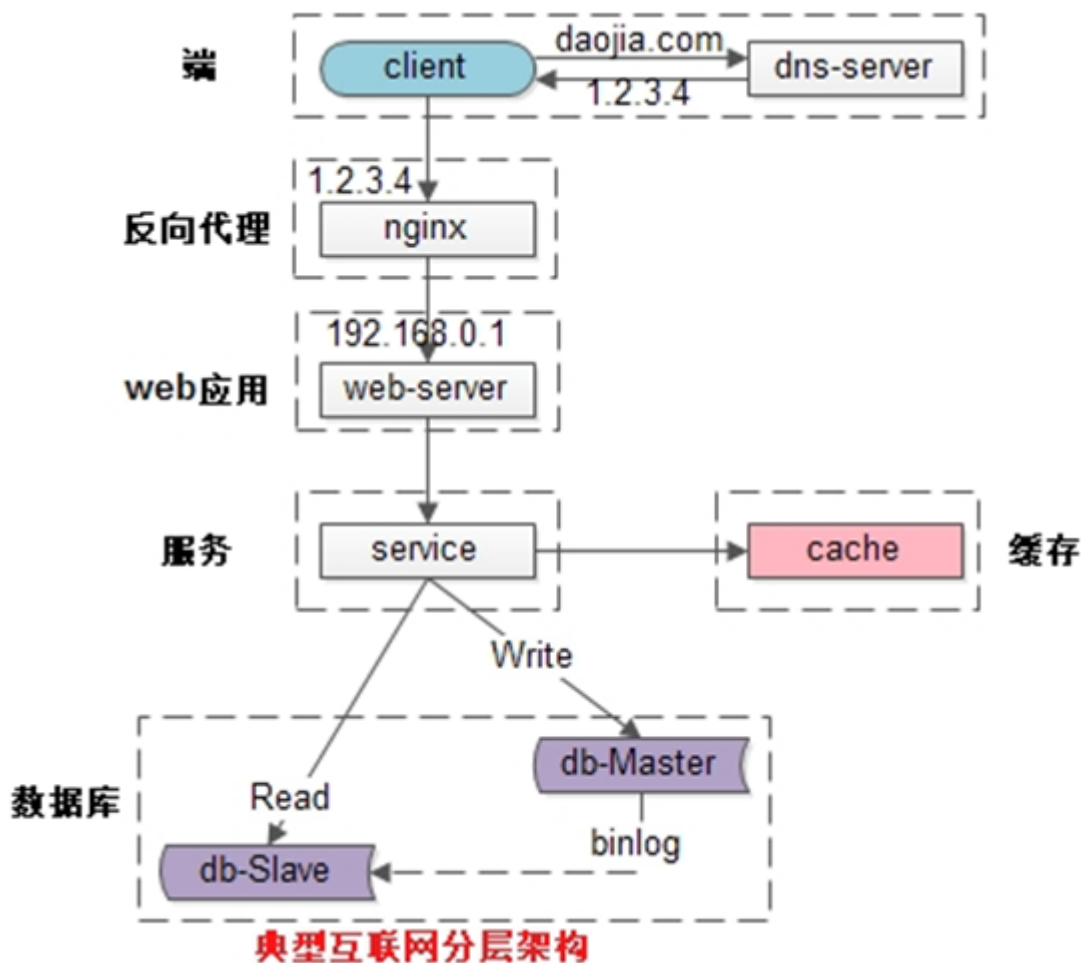 端
client
daojia.com
1.2.3.4
dns-server
反向代理
1.2.3.4
nginx
web应用
192.168.0.1
web-server
服务
service
cache
缓存
Write
数据库
db-Master
Read
binlog
db-Slave
典型互联网分层架构